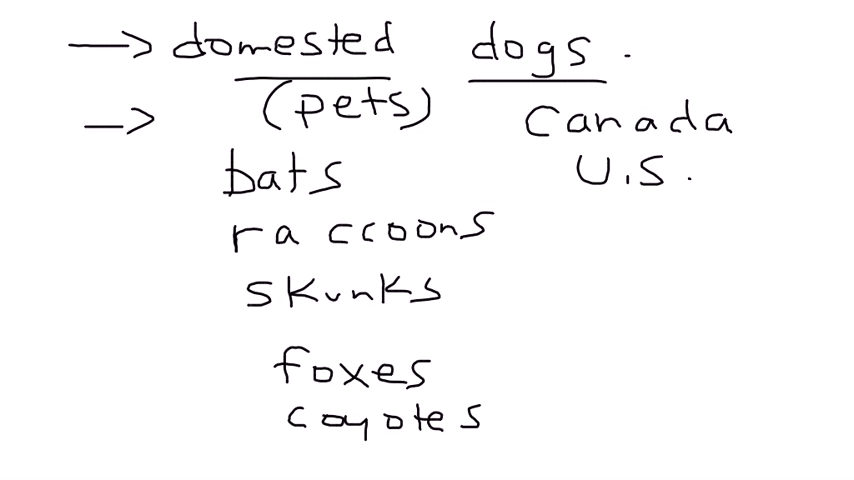 → domested dogs.
→ (pets) Canada
bats U.S.
raccoons
skunks
foxes
coyotes